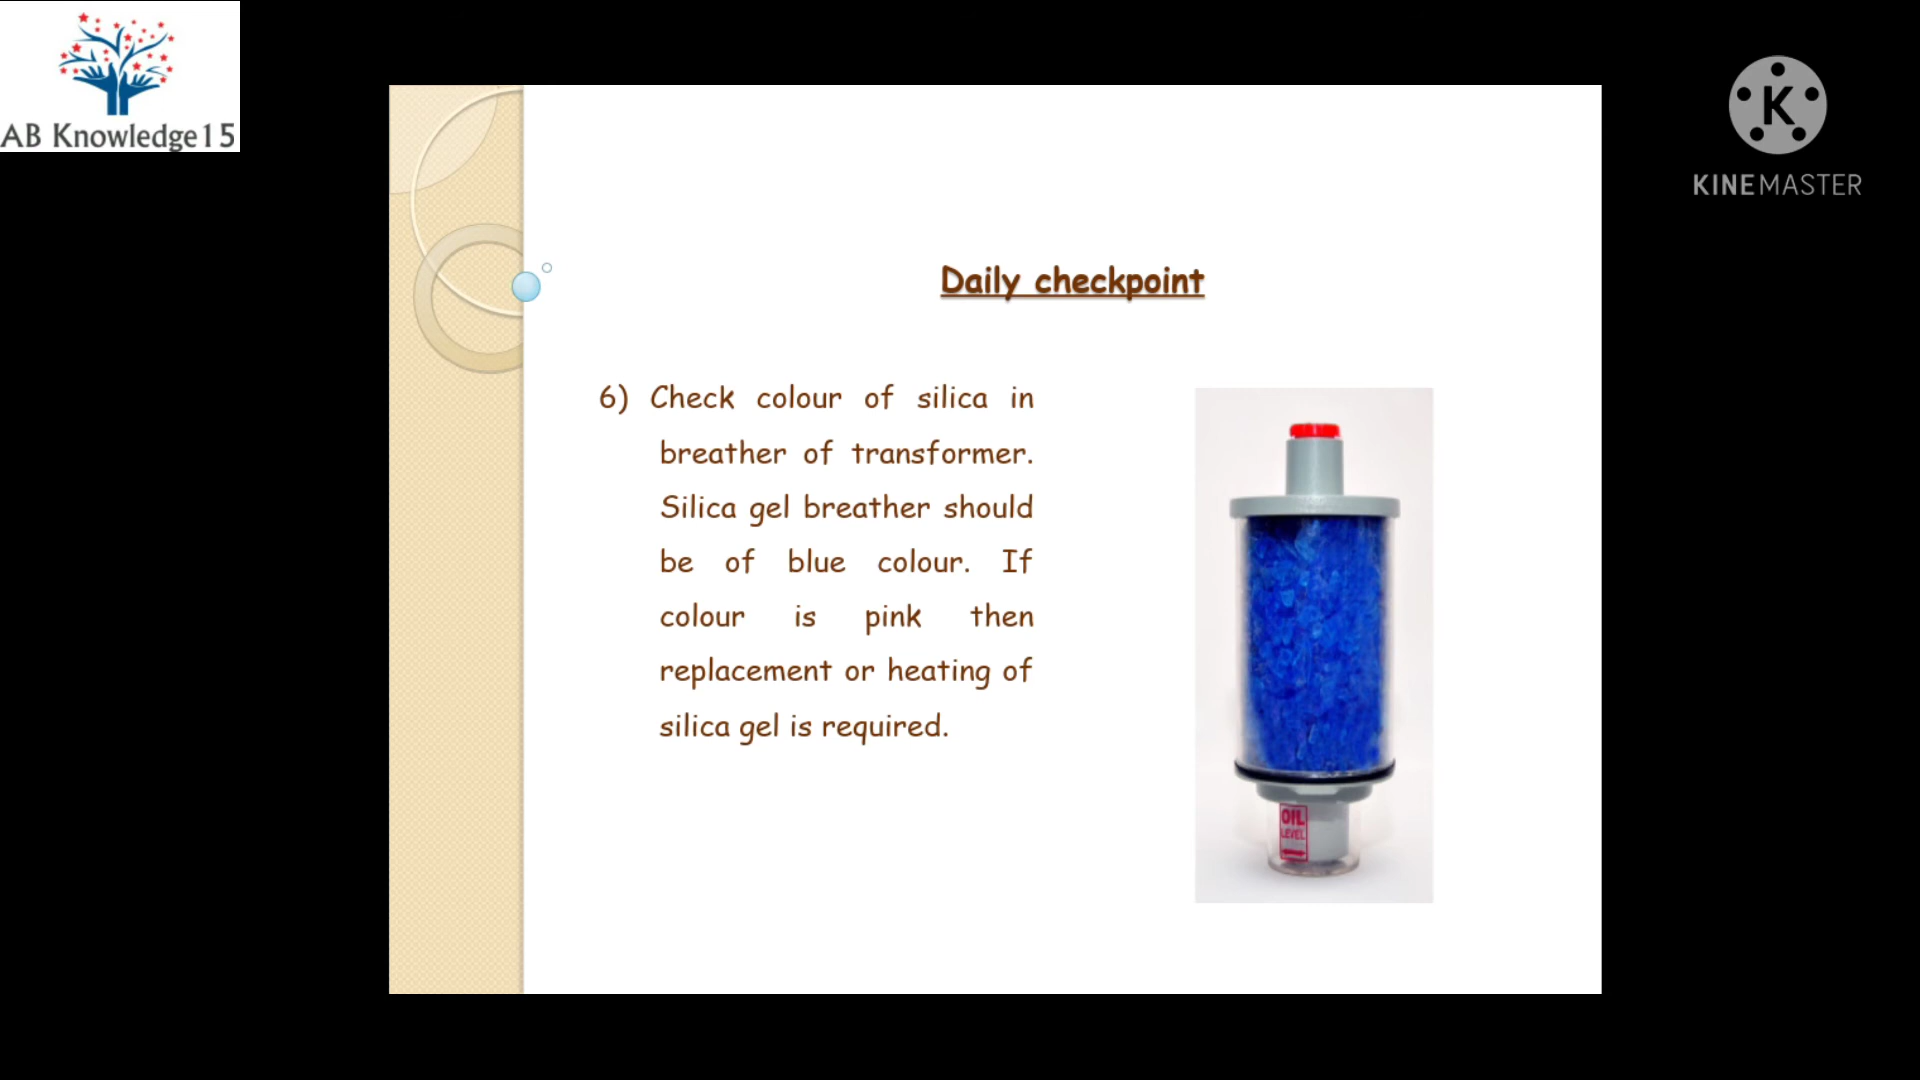 AB Knowledge15
K
KINEMASTER
Daily checkpoint
6) Check colour of silica in
breather of transformer.
Silica gel breather should
be of blue colour. If
colour is pink then
replacement or heating of
silica gel is required.
OIL
LEVEL